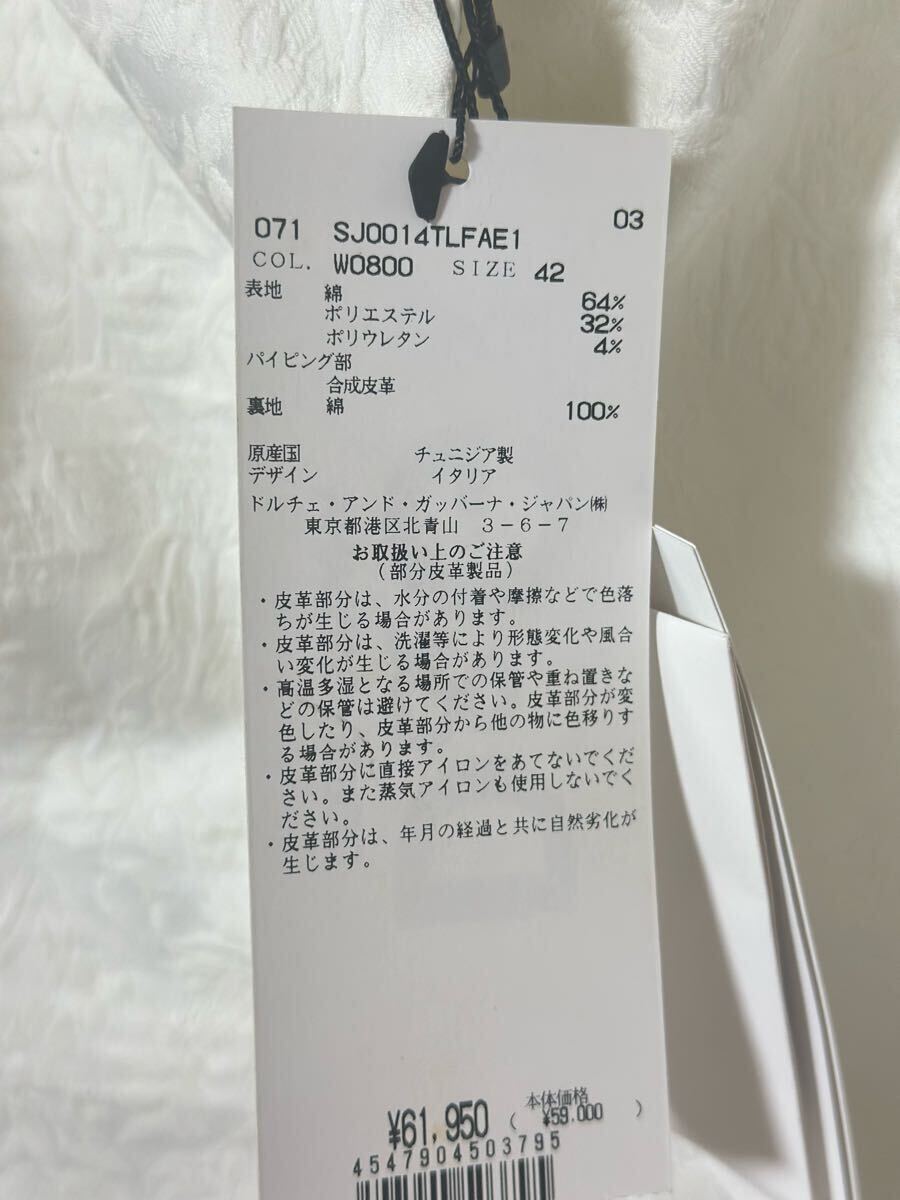 03
071 SJ0014TLFAE1
COL. W0800 SIZE 42
表地 綿 64%
ポリエステル 32%
ポリウレタン 4%
パイピング部
合成皮革
裏地 綿 100%
原産国 チュニジア製
デザイン イタリア
ドルチェ・アンド・ガッバーナ・ジャパン㈱
東京都港区北青山 3-6-7
お取扱い上のご注意
(部分皮革製品)
・皮革部分は、水分の付着や摩擦などで色落
ちが生じる場合があります。
・皮革部分は、洗濯等により形態変化や風合
い変化が生じる場合があります。
・高温多湿となる場所での保管や重ね置きな
どの保管は避けてください。皮革部分が変
色したり、皮革部分から他の物に色移りす
る場合があります。
・皮革部分に直接アイロンをあてないでくだ
さい。また蒸気アイロンも使用しないでく
ださい。
・皮革部分は、年月の経過と共に自然劣化が
生じます。
本体価格
¥61,950 ( ¥59,000 )
4547904503795